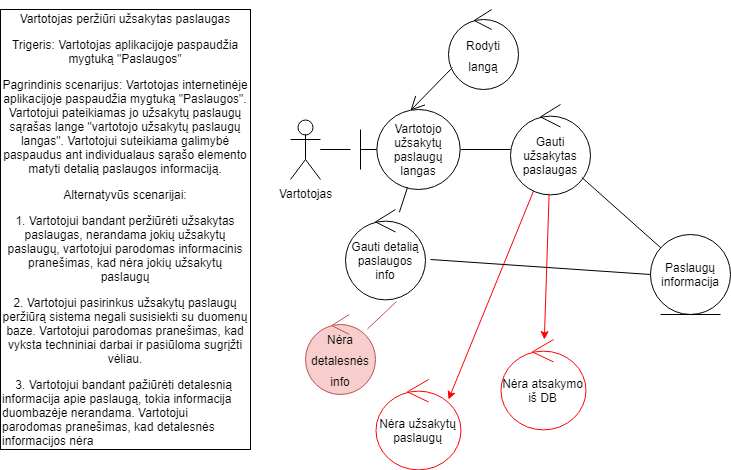 Vartotojas peržiūri užsakytas paslaugas
Trigeris: Vartotojas aplikacijoje paspaudžia
mygtuką "Paslaugos"
Pagrindinis scenarijus: Vartotojas internetinėje
aplikacijoje paspaudžia mygtuką "Paslaugos".
Vartotojui pateikiamas jo užsakytų paslaugų
sąrašas lange "vartotojo užsakytų paslaugų
langas". Vartotojui suteikiama galimybė
paspaudus ant individualaus sąrašo elemento
matyti detalią paslaugos informaciją.
Alternatyvūs scenarijai:
1. Vartotojui bandant peržiūrėti užsakytas
paslaugas, nerandama jokių užsakytų
paslaugų, vartotojui parodomas informacinis
pranešimas, kad nėra jokių užsakytų
paslaugų
2. Vartotojui pasirinkus užsakytų paslaugų
peržiūrą sistema negali susisiekti su duomenų
baze. Vartotojui parodomas pranešimas, kad
vyksta techniniai darbai ir pasiūloma sugrįžti
vėliau.
3. Vartotojui bandant pažiūrėti detalesnią
informacija apie paslaugą, tokia informacija
duombazėje nerandama. Vartotojui
parodomas pranešimas, kad detalesnės
informacijos nėra
Rodyti
langą
Vartotojas
Vartotojo
užsakytų
paslaugų
langas
Gauti
užsakytas
paslaugas
Gauti detalią
paslaugos
info
Paslaugų
informacija
Nėra
detalesnės
info
Nėra užsakytų
paslaugų
Nėra atsakymo
iš DB